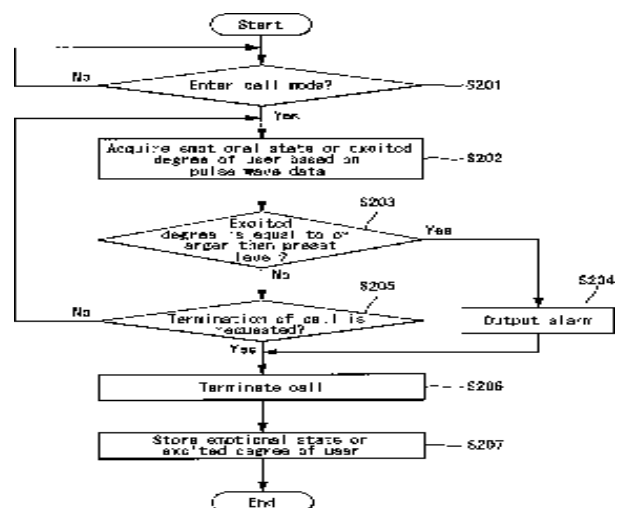 Start
No
Enter call mode?
S201
Yes
Acquire emotional state or excited
degree of user based on
pulse wave data
S202
S203
Excited
degree is equal to or
larger then preset
level?
Yes
No
S204
Output alarm
S205
No
Termination of call is
requested?
Yes
Terminate call
S206
Store emotional state or
excited degree of user
S207
End